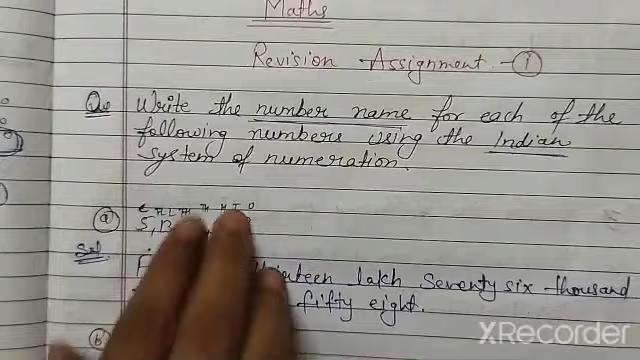 Maths
Revision Assignment - 1
Que Write the number name for each of the
following numbers using the Indian
system of numeration.
a
Sol. lakh Seventy six thousand
fifty eight.
b
XRecorder